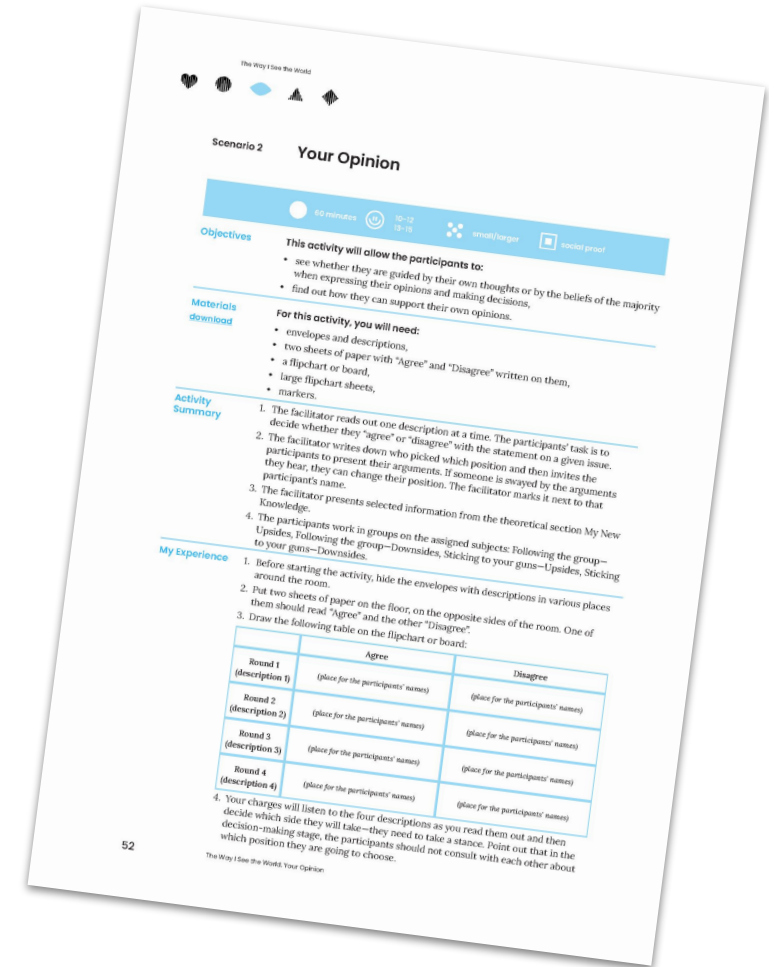 The Way I See the World
Scenario 2
Your Opinion
60 minutes
10–12
13–15
small/larger
social proof
Objectives
This activity will allow the participants to:
• see whether they are guided by their own thoughts or by the beliefs of the majority
when expressing their opinions and making decisions,
• find out how they can support their own opinions.
Materials
download
For this activity, you will need:
• envelopes and descriptions,
• two sheets of paper with “Agree” and “Disagree” written on them,
• a flipchart or board,
• large flipchart sheets,
• markers.
Activity
Summary
1. The facilitator reads out one description at a time. The participants’ task is to
decide whether they “agree” or “disagree” with the statement on a given issue.
2. The facilitator writes down who picked which position and then invites the
participants to present their arguments. If someone is swayed by the arguments
they hear, they can change their position. The facilitator marks it next to that
participant’s name.
3. The facilitator presents selected information from the theoretical section My New
Knowledge.
4. The participants work in groups on the assigned subjects: Following the group—
Upsides, Following the group—Downsides, Sticking to your guns—Upsides, Sticking
to your guns—Downsides.
My Experience
1. Before starting the activity, hide the envelopes with descriptions in various places
around the room.
2. Put two sheets of paper on the floor, on the opposite sides of the room. One of
them should read “Agree” and the other “Disagree”.
3. Draw the following table on the flipchart or board:
Agree
Disagree
Round 1
(description 1)
(place for the participants’ names)
(place for the participants’ names)
Round 2
(description 2)
(place for the participants’ names)
(place for the participants’ names)
Round 3
(description 3)
(place for the participants’ names)
(place for the participants’ names)
Round 4
(description 4)
(place for the participants’ names)
(place for the participants’ names)
4. Your charges will listen to the four descriptions as you read them out and then
decide which side they will take—they need to take a stance. Point out that in the
decision-making stage, the participants should not consult with each other about
which position they are going to choose.
52
The Way I See the World. Your Opinion